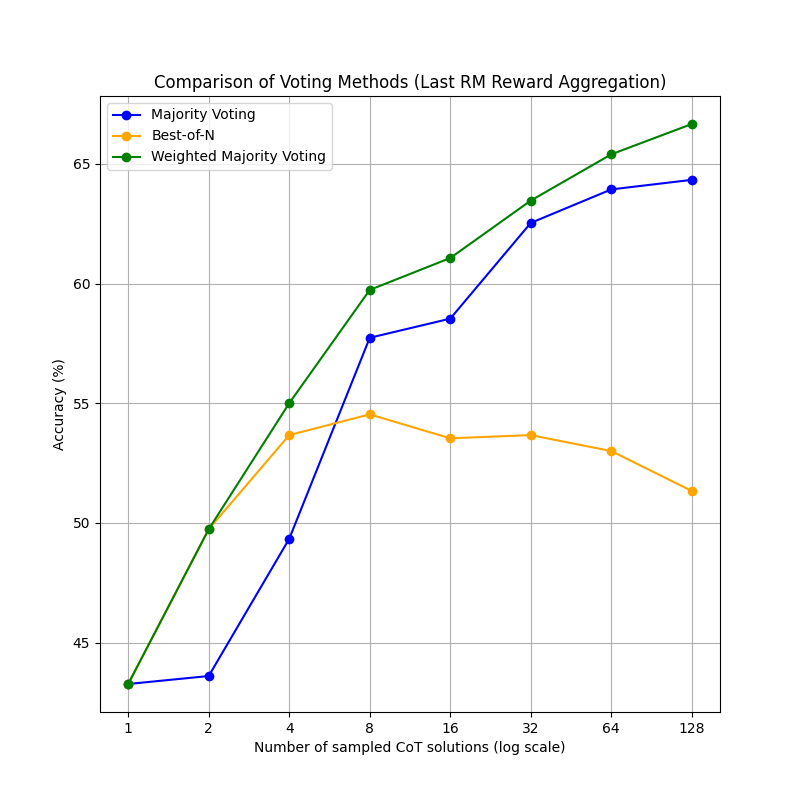 Comparison of Voting Methods (Last RM Reward Aggregation)
Majority Voting
Best-of-N
Weighted Majority Voting
Accuracy (%)
65
60
55
50
45
1 2 4 8 16 32 64 128
Number of sampled CoT solutions (log scale)